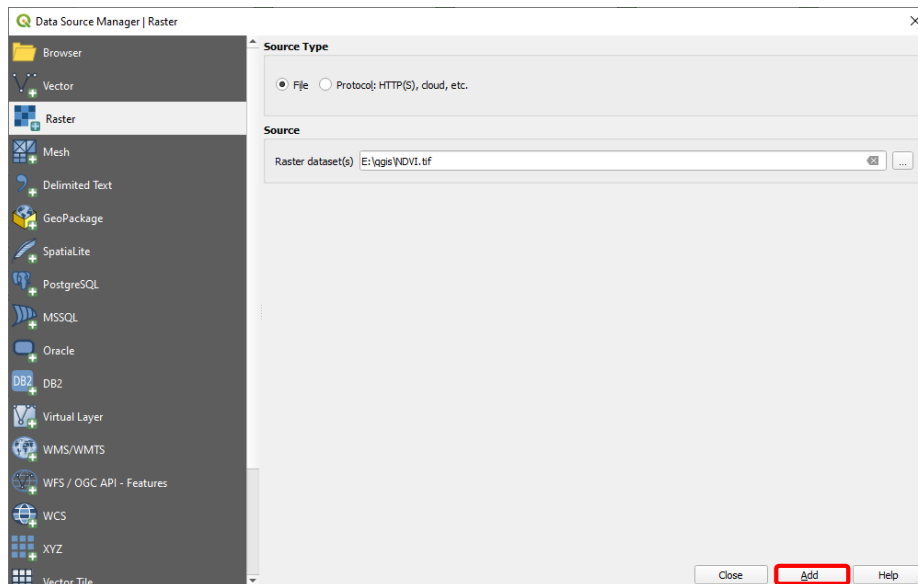 Data Source Manager | Raster
Browser
Vector
Raster
Mesh
Delimited Text
GeoPackage
SpatiaLite
PostgreSQL
MSSQL
Oracle
DB2
DB2
Virtual Layer
WMS/WMTS
WFS / OGC API - Features
WCS
XYZ
Vector Tile
Source Type
File Protocol: HTTP(S), cloud, etc.
Source
Raster dataset(s) E:\qgis\NDVI.tif ...
Close Add Help